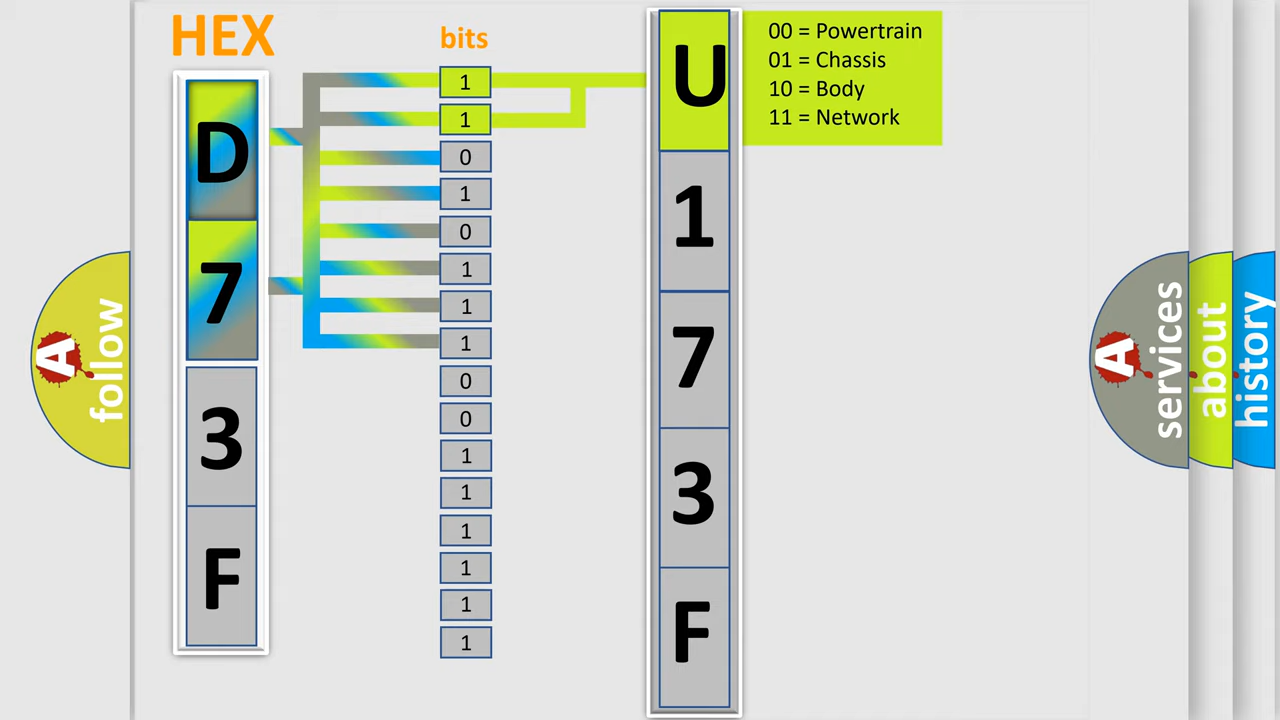 HEX
bits
D
7
3
F
1
1
0
1
0
1
1
1
0
0
1
1
1
1
1
1
U
1
7
3
F
00 = Powertrain
01 = Chassis
10 = Body
11 = Network
A
follow
A
services
about
history